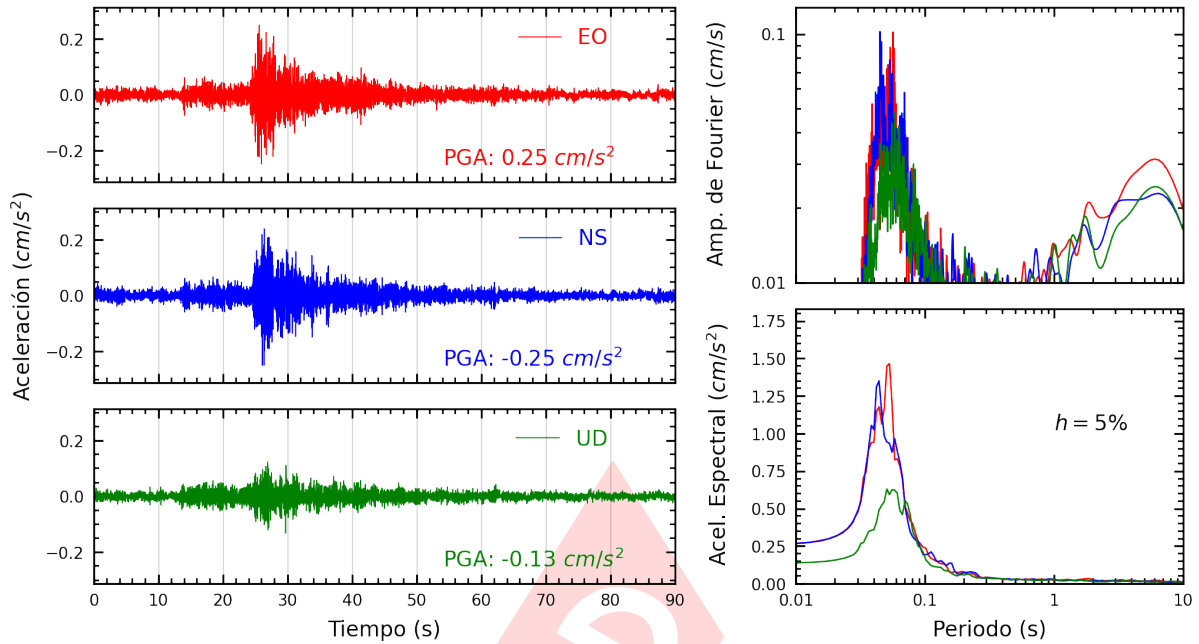 Aceleración (cm/s²)
0.2
0.0
−0.2
EO
PGA: 0.25 cm/s²
0.2
0.0
−0.2
NS
PGA: -0.25 cm/s²
0.2
0.0
−0.2
UD
PGA: -0.13 cm/s²
0 10 20 30 40 50 60 70 80 90
Tiempo (s)
Amp. de Fourier (cm/s)
0.1
0.01
Acel. Espectral (cm/s²)
1.75
1.50
1.25
1.00
0.75
0.50
0.25
0.00
h = 5%
0.01 0.1 1 10
Periodo (s)